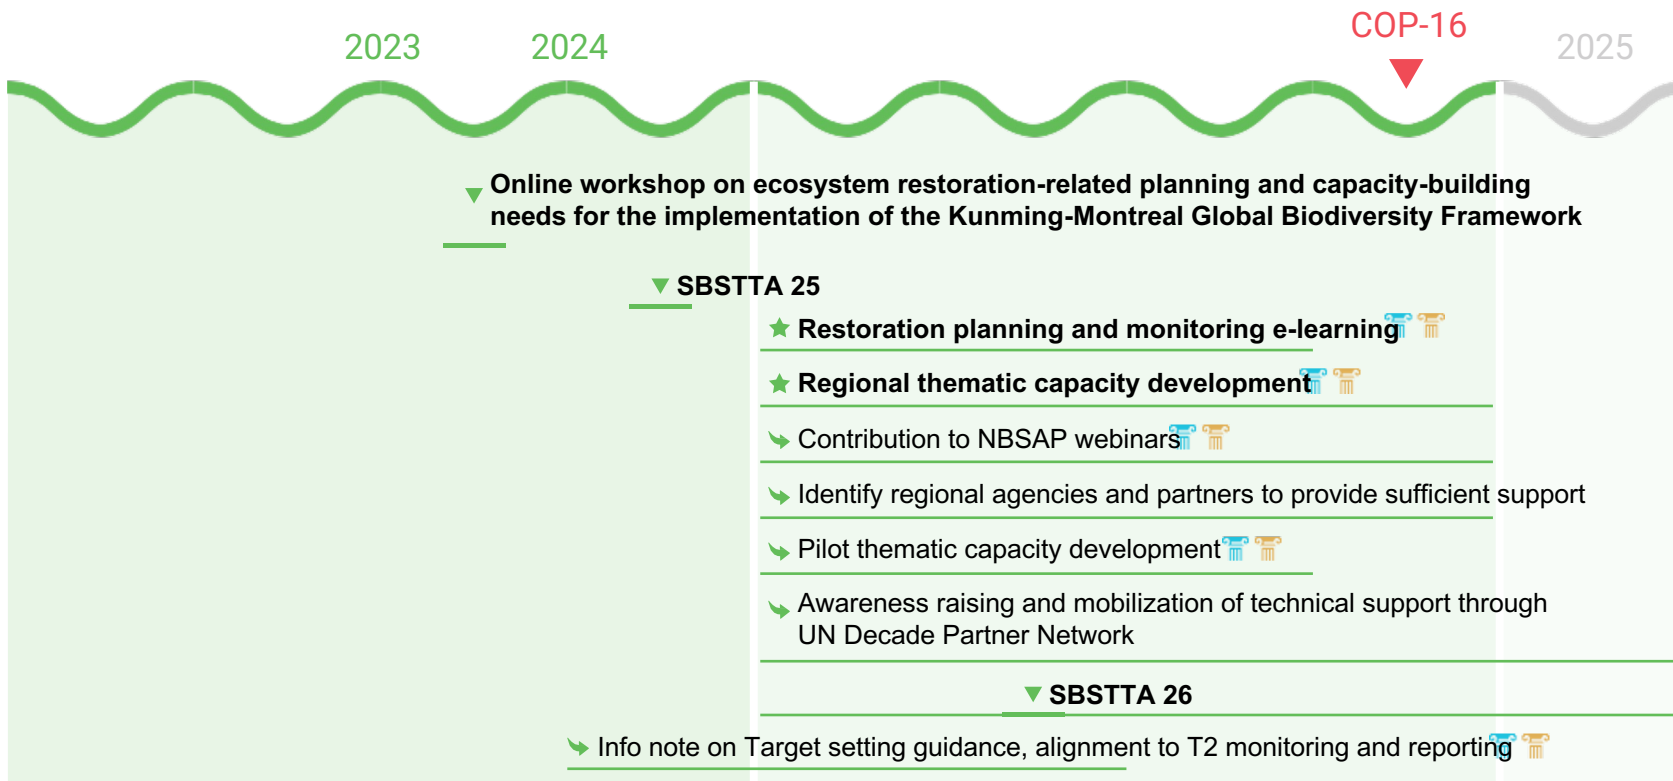 2023
2024
COP-16
2025
Online workshop on ecosystem restoration-related planning and capacity-building
needs for the implementation of the Kunming-Montreal Global Biodiversity Framework
SBSTTA 25
Restoration planning and monitoring e-learning
Regional thematic capacity development
Contribution to NBSAP webinars
Identify regional agencies and partners to provide sufficient support
Pilot thematic capacity development
Awareness raising and mobilization of technical support through
UN Decade Partner Network
SBSTTA 26
Info note on Target setting guidance, alignment to T2 monitoring and reporting